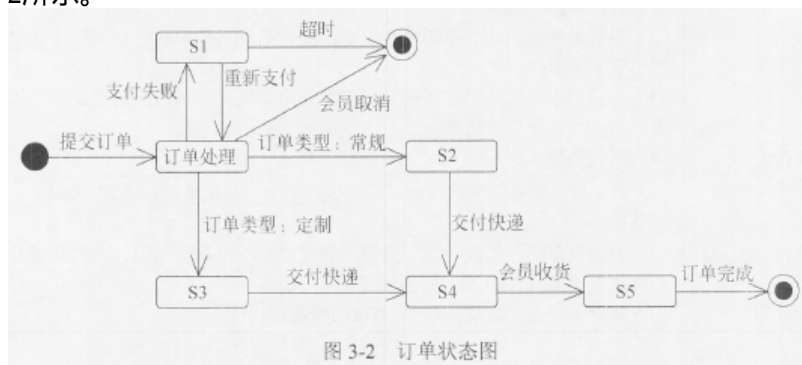 2所示。
超时
S1
重新支付
支付失败
会员取消
提交订单
订单类型：常规
订单处理
S2
订单类型：定制
交付快递
交付快递
会员收货
订单完成
S3
S4
S5
图 3-2 订单状态图